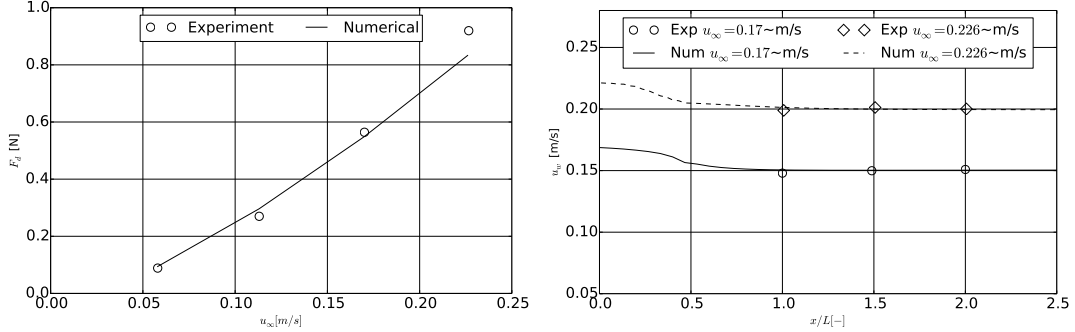 1.0
0.8
0.6
0.4
0.2
0.0
F_d [N]
Experiment Numerical
0.00 0.05 0.10 0.15 0.20 0.25
u_∞[m/s]
0.25
0.20
0.15
0.10
0.05
u_w [m/s]
Exp u_∞=0.17~m/s Exp u_∞=0.226~m/s
Num u_∞=0.17~m/s Num u_∞=0.226~m/s
0.0 0.5 1.0 1.5 2.0 2.5
x/L[−]